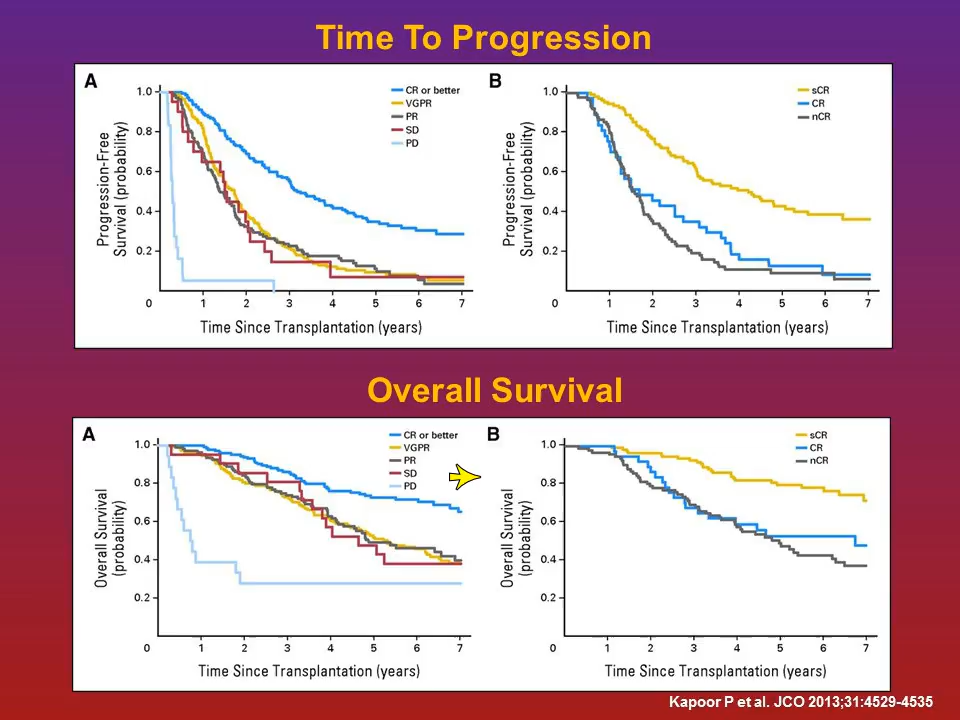 Time To Progression
A
1.0
0.8
0.6
0.4
0.2
0
1 2 3 4 5 6 7
Progression-Free
Survival (probability)
Time Since Transplantation (years)
CR or better
VGPR
PR
SD
PD
B
1.0
0.8
0.6
0.4
0.2
0
1 2 3 4 5 6 7
Progression-Free
Survival (probability)
Time Since Transplantation (years)
sCR
CR
nCR
Overall Survival
A
1.0
0.8
0.6
0.4
0.2
0
1 2 3 4 5 6 7
Overall Survival
(probability)
Time Since Transplantation (years)
CR or better
VGPR
PR
SD
PD
B
1.0
0.8
0.6
0.4
0.2
0
1 2 3 4 5 6 7
Overall Survival
(probability)
Time Since Transplantation (years)
sCR
CR
nCR
Kapoor P et al. JCO 2013;31:4529-4535